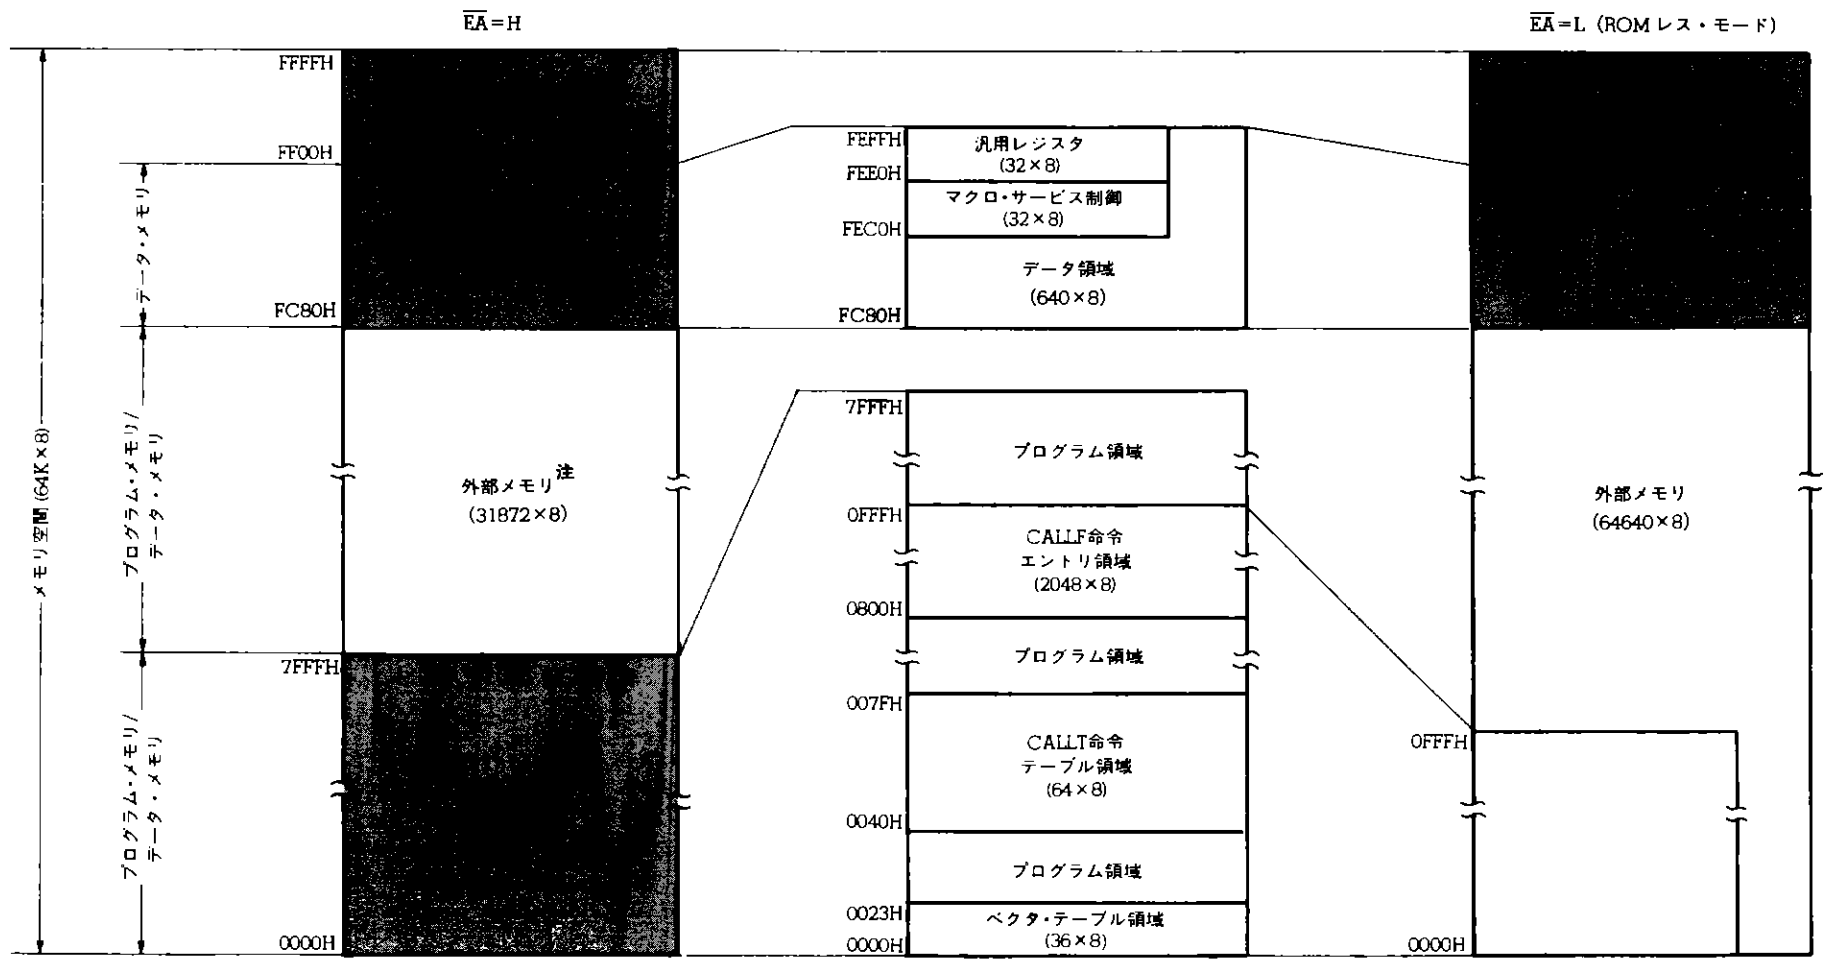 EA=H
EA=L (ROMレス・モード)
メモリ空間(64K×8)
データ・メモリ
プログラム・メモリ/
データ・メモリ
プログラム・メモリ/
データ・メモリ
FFFFH
FF00H
FC80H
外部メモリ注
(31872×8)
7FFFH
0000H
FEFFH
汎用レジスタ
(32×8)
FEE0H
マクロ・サービス制御
(32×8)
FEC0H
データ領域
(640×8)
FC80H
7FFFH
プログラム領域
0FFFH
CALLF命令
エントリ領域
(2048×8)
0800H
プログラム領域
007FH
CALLT命令
テーブル領域
(64×8)
0040H
プログラム領域
0023H
ベクタ・テーブル領域
(36×8)
0000H
外部メモリ
(64640×8)
0FFFH
0000H